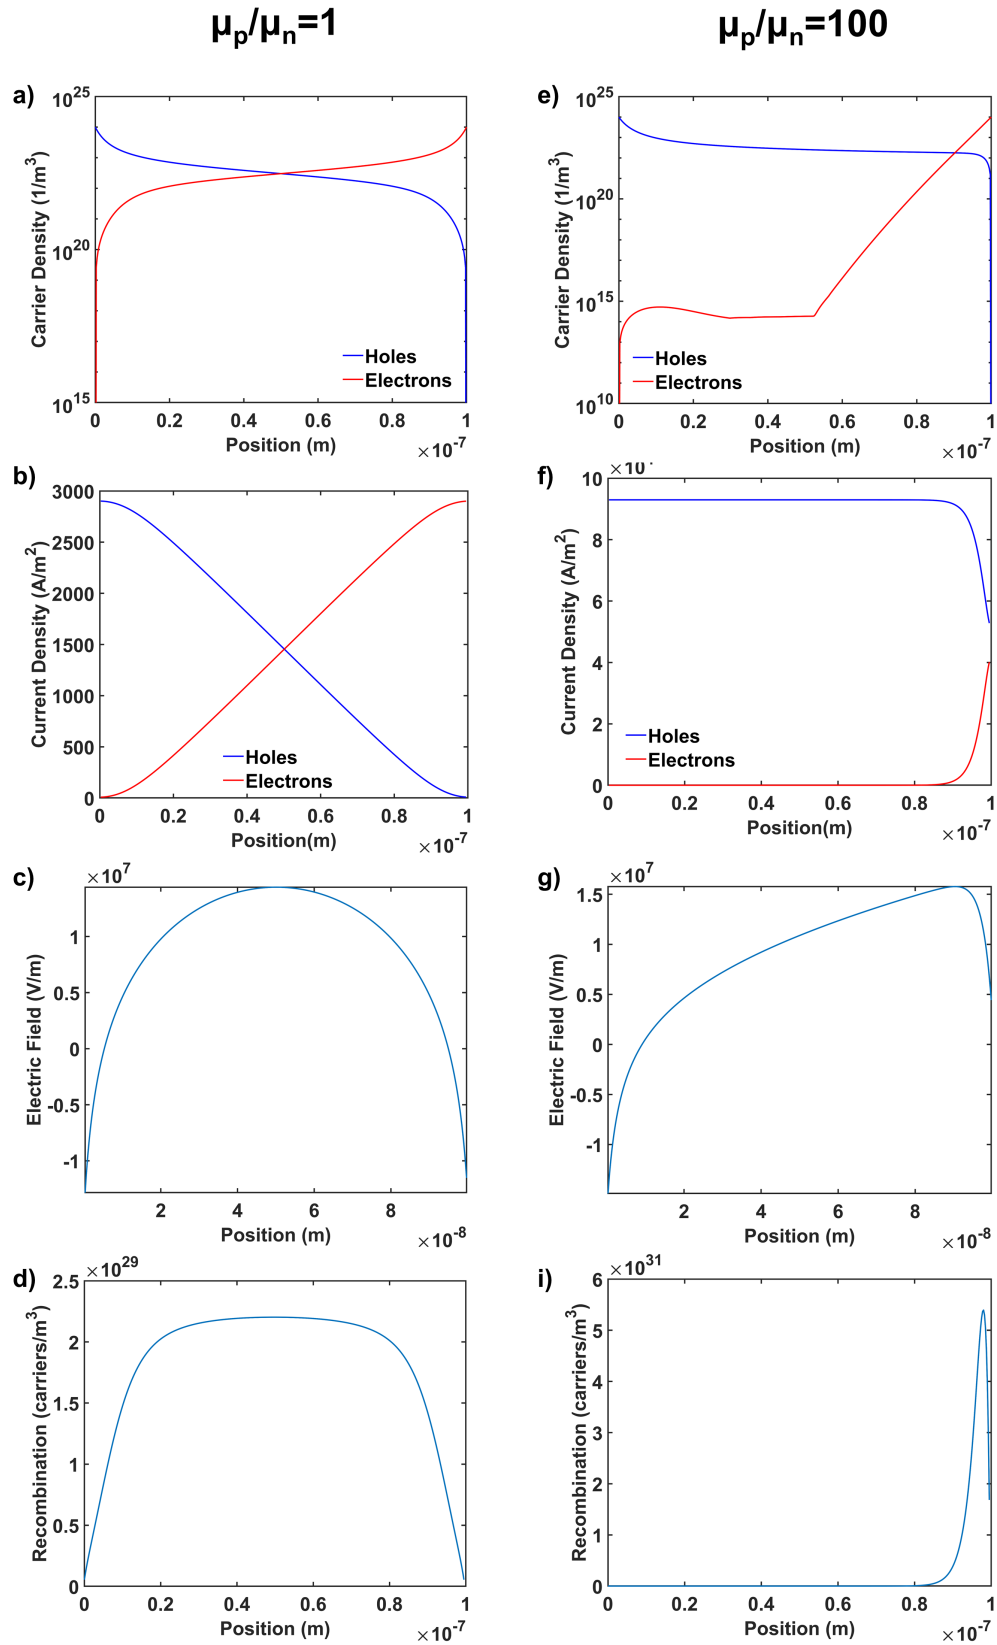 μp/μn=1
μp/μn=100
a)
10^25
10^20
10^15
Carrier Density (1/m^3)
Holes
Electrons
0 0.2 0.4 0.6 0.8 1
Position (m)
×10^-7
e)
10^25
10^20
10^15
10^10
Carrier Density (1/m^3)
Holes
Electrons
0 0.2 0.4 0.6 0.8 1
Position (m)
×10^-7
b)
3000
2500
2000
1500
1000
500
0
Current Density (A/m^2)
Holes
Electrons
0 0.2 0.4 0.6 0.8 1
Position(m)
×10^-7
f)
×10
10
8
6
4
2
0
Current Density (A/m^2)
Holes
Electrons
0 0.2 0.4 0.6 0.8 1
Position(m)
×10^-7
c)
×10^7
1
0.5
0
-0.5
-1
Electric Field (V/m)
2 4 6 8
Position (m)
×10^-8
g)
×10^7
1.5
1
0.5
0
-0.5
-1
Electric Field (V/m)
2 4 6 8
Position (m)
×10^-8
d)
×10^29
2.5
2
1.5
1
0.5
0
Recombination (carriers/m^3)
0 0.2 0.4 0.6 0.8 1
Position (m)
×10^-7
i)
×10^31
6
5
4
3
2
1
0
Recombination (carriers/m^3)
0 0.2 0.4 0.6 0.8 1
Position (m)
×10^-7